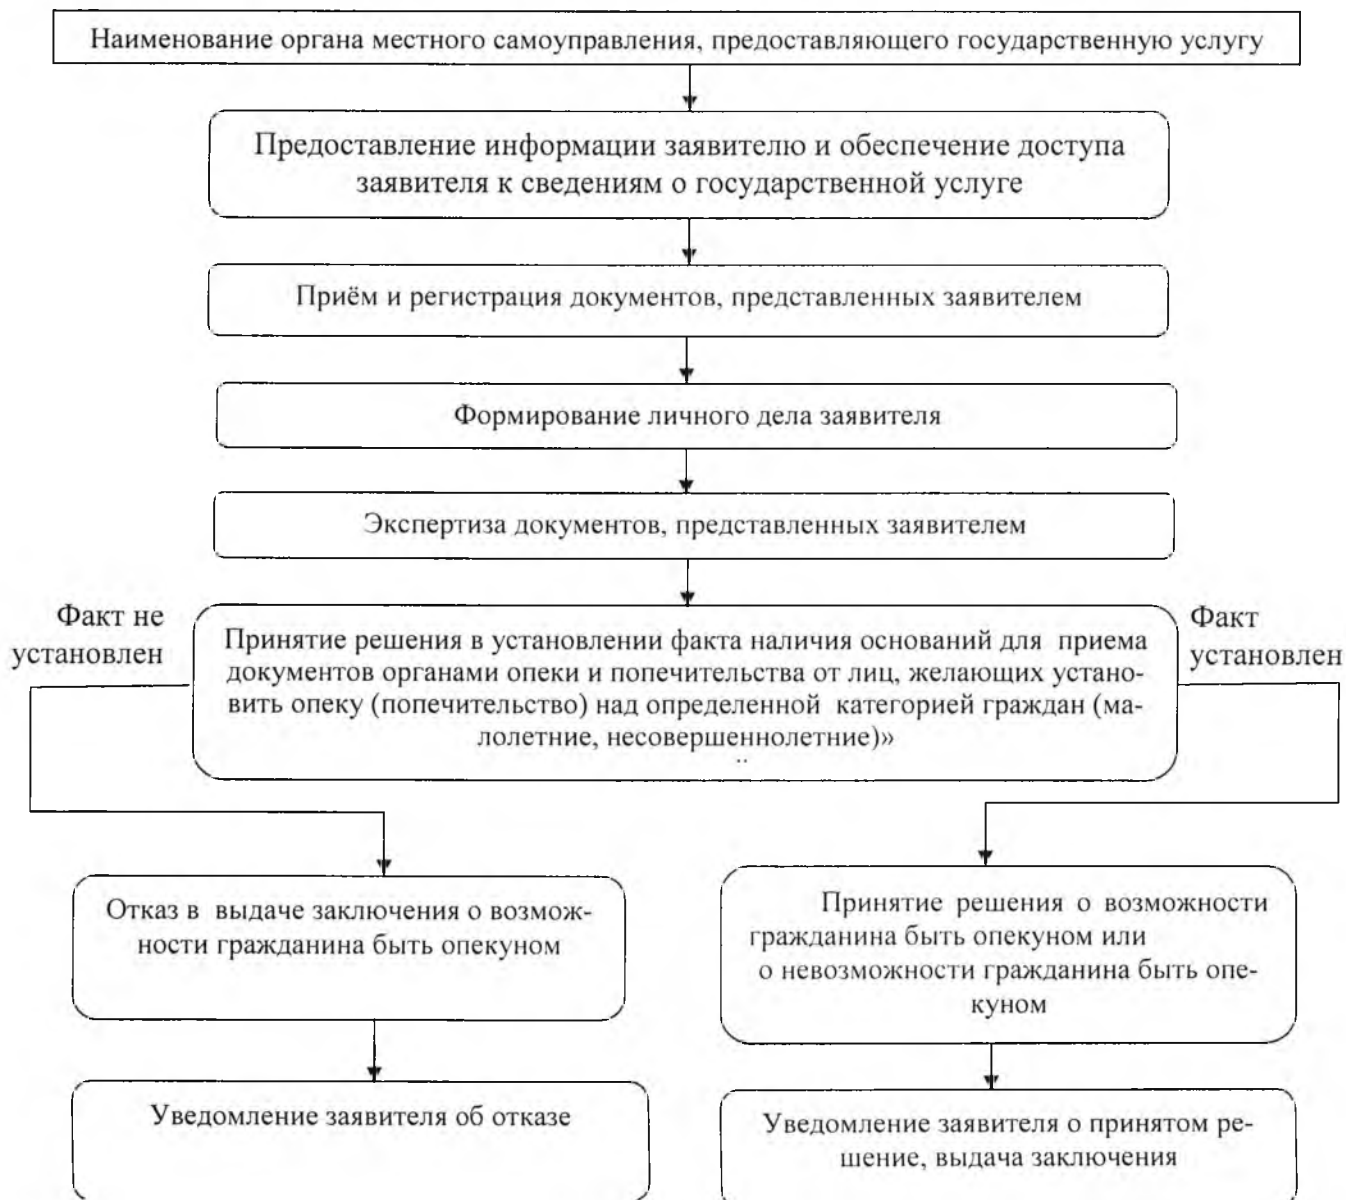 Наименование органа местного самоуправления, предоставляющего государственную услугу
Предоставление информации заявителю и обеспечение доступа
заявителя к сведениям о государственной услуге
Приём и регистрация документов, представленных заявителем
Формирование личного дела заявителя
Экспертиза документов, представленных заявителем
Факт не
установлен
Принятие решения в установлении факта наличия оснований для приема
документов органами опеки и попечительства от лиц, желающих устано-
вить опеку (попечительство) над определенной категорией граждан (ма-
лолетние, несовершеннолетние)»
Факт
установлен
Отказ в выдаче заключения о возмож-
ности гражданина быть опекуном
Принятие решения о возможности
гражданина быть опекуном или
о невозможности гражданина быть опе-
куном
Уведомление заявителя об отказе
Уведомление заявителя о принятом ре-
шение, выдача заключения